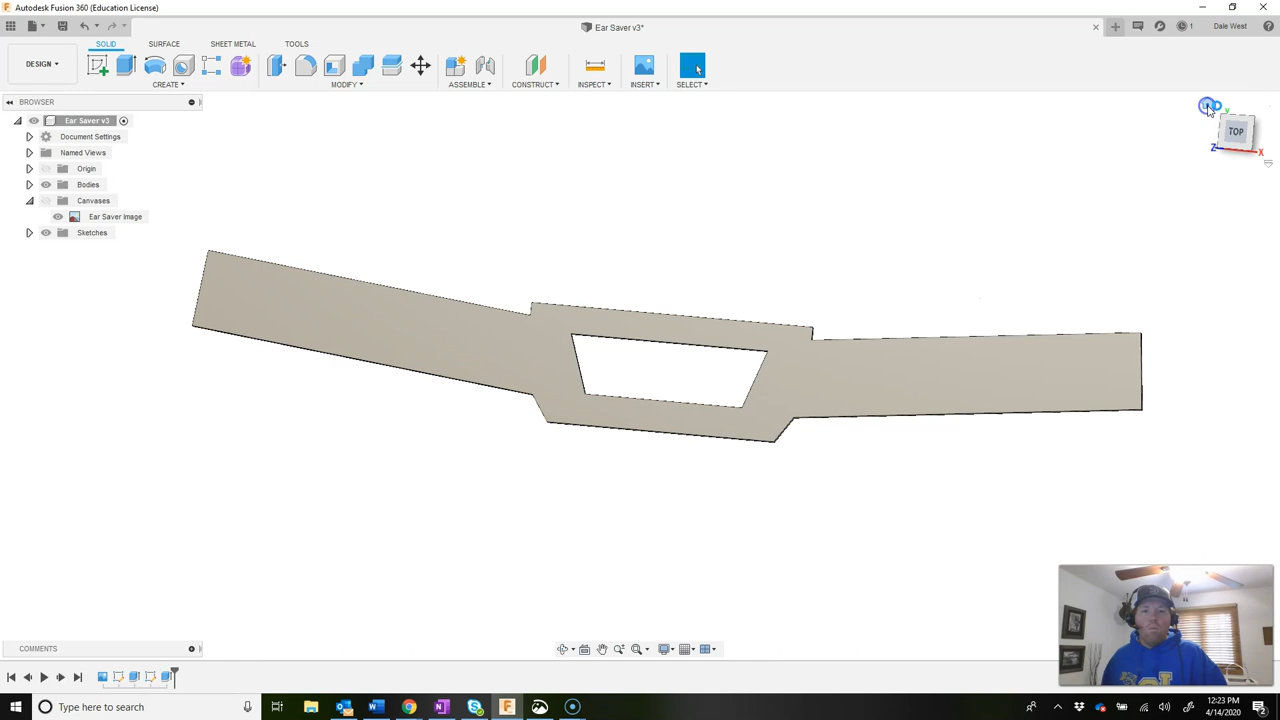 Autodesk Fusion 360 (Education License)
Ear Saver v3*
1
Dale West
DESIGN
SOLID
SURFACE
SHEET METAL
TOOLS
CREATE
MODIFY
ASSEMBLE
CONSTRUCT
INSPECT
INSERT
SELECT
BROWSER
Ear Saver v3
Document Settings
Named Views
Origin
Bodies
Canvases
Ear Saver Image
Sketches
TOP
Y
Z
X
COMMENTS
Type here to search
12:23 PM
4/14/2020
2